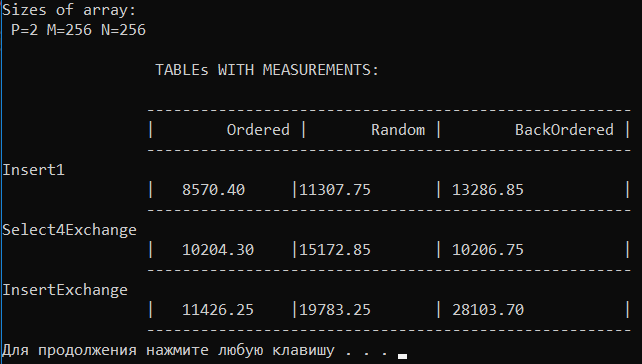 Sizes of array:
P=2 M=256 N=256
TABLEs WITH MEASUREMENTS:
| Ordered | Random | BackOrdered |
Insert1
| 8570.40 |11307.75 | 13286.85 |
Select4Exchange
| 10204.30 |15172.85 | 10206.75 |
InsertExchange
| 11426.25 |19783.25 | 28103.70 |
Для продолжения нажмите любую клавишу . . .